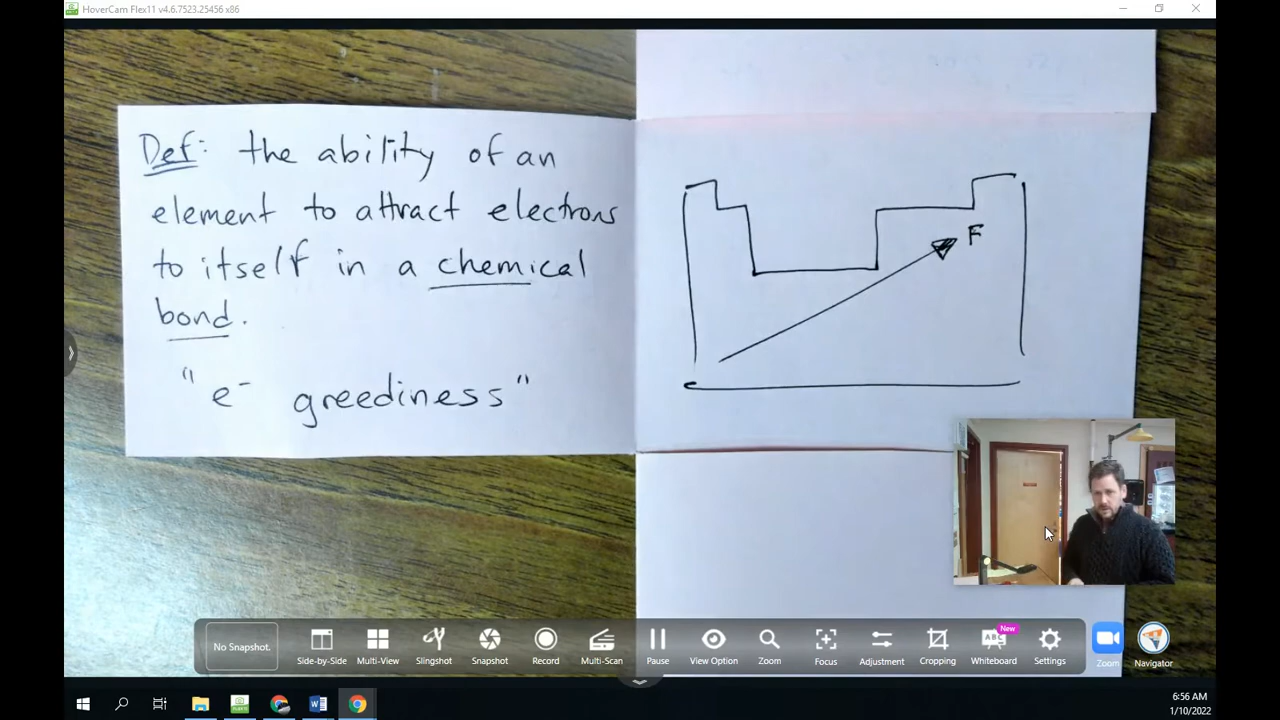 HoverCam Flex11 v4.6.7523.25456 x86
Def: the ability of an
element to attract electrons
to itself in a chemical
bond.
"e⁻ greediness"
F
No Snapshot.
Side-by-Side
Multi-View
Slingshot
Snapshot
Record
Multi-Scan
Pause
View Option
Zoom
Focus
Adjustment
Cropping
New
ABC
Whiteboard
Settings
Zoom
Navigator
6:56 AM
1/10/2022